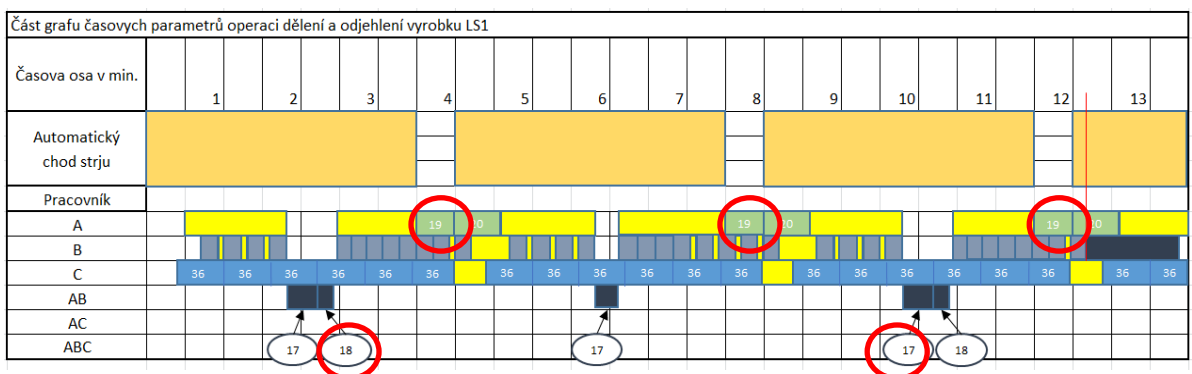 Část grafu časovych parametrů operaci dělení a odjehlení vyrobku LS1
Časova osa v min. 1 2 3 4 5 6 7 8 9 10 11 12 13
Automatický
chod strju
Pracovník
A 19 20 19 20 19 20
B
C 36 36 36 36 36 36 36 36 36 36 36 36 36 36 36 36 36 36 36 36
AB
AC
ABC 17 18 17 17 18